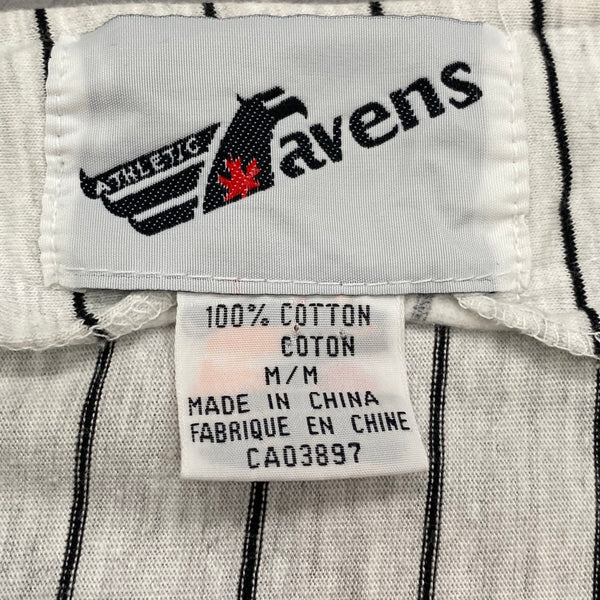 ATHLETIC
Ravens
100% COTTON
COTON
M/M
MADE IN CHINA
FABRIQUE EN CHINE
CA03897